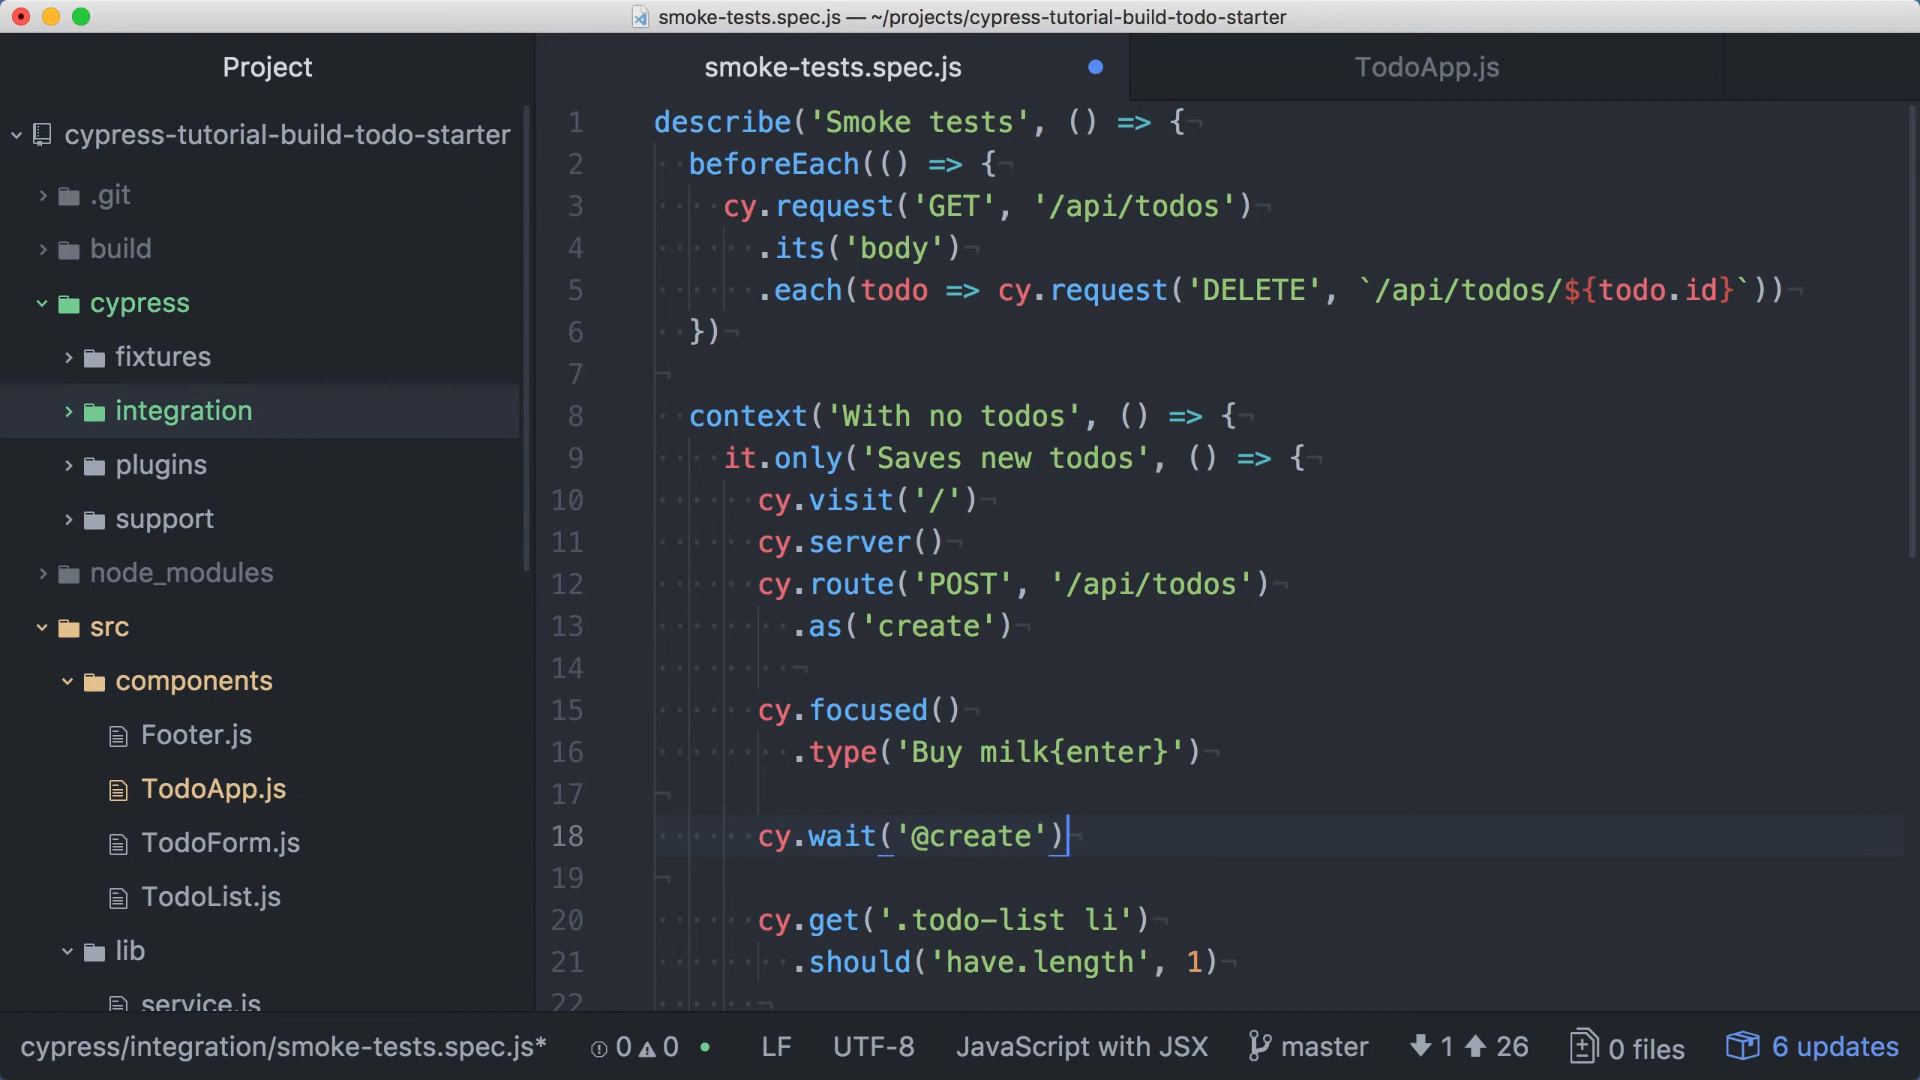 smoke-tests.spec.js — ~/projects/cypress-tutorial-build-todo-starter
Project
cypress-tutorial-build-todo-starter
.git
build
cypress
fixtures
integration
plugins
support
node_modules
src
components
Footer.js
TodoApp.js
TodoForm.js
TodoList.js
lib
service.js
smoke-tests.spec.js
TodoApp.js
1 describe('Smoke tests', () => {
2 beforeEach(() => {
3 cy.request('GET', '/api/todos')
4 .its('body')
5 .each(todo => cy.request('DELETE', `/api/todos/${todo.id}`))
6 })
7
8 context('With no todos', () => {
9 it.only('Saves new todos', () => {
10 cy.visit('/')
11 cy.server()
12 cy.route('POST', '/api/todos')
13 .as('create')
14
15 cy.focused()
16 .type('Buy milk{enter}')
17
18 cy.wait('@create')
19
20 cy.get('.todo-list li')
21 .should('have.length', 1)
22
cypress/integration/smoke-tests.spec.js* 0 0 LF UTF-8 JavaScript with JSX master 1 26 0 files 6 updates